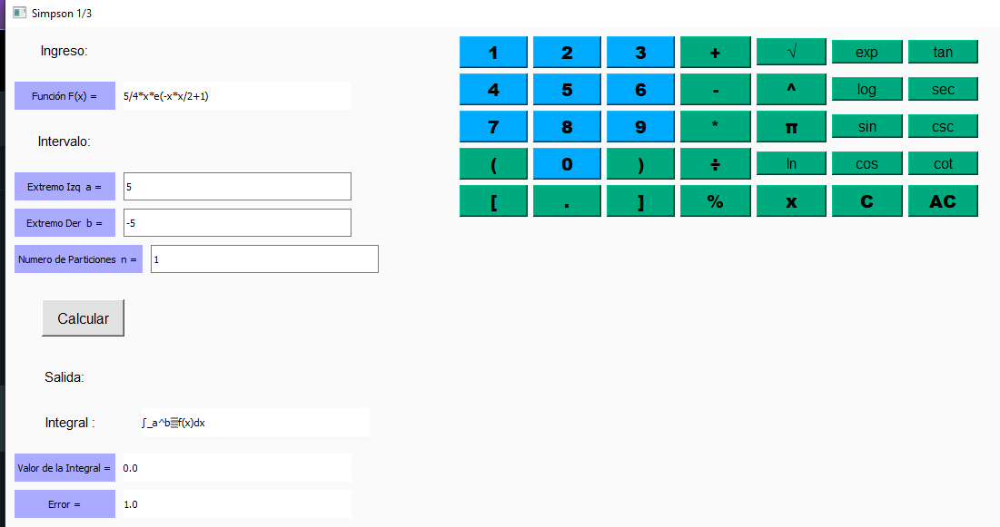 Simpson 1/3
Ingreso:
Función F(x) = 5/4*x*e(-x*x/2+1)
Intervalo:
Extremo Izq a = 5
Extremo Der b = -5
Numero de Particiones n = 1
Calcular
Salida:
Integral : ∫_a^b▒f(x)dx
Valor de la Integral = 0.0
Error = 1.0
1 2 3 + √ exp tan
4 5 6 - ^ log sec
7 8 9 * π sin csc
( 0 ) ÷ ln cos cot
[ . ] % x C AC